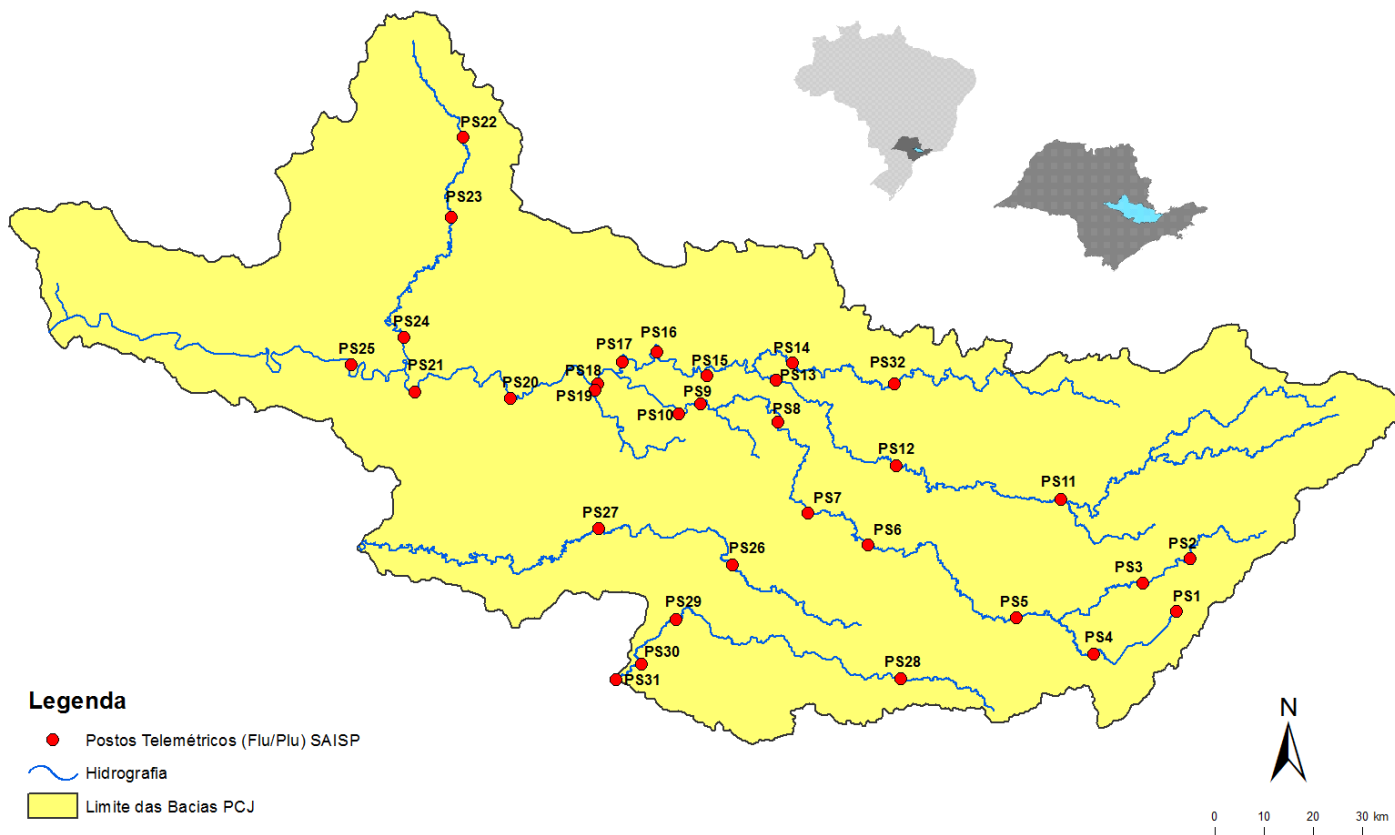 PS22
PS23
PS24
PS25
PS21
PS20
PS18
PS19
PS17
PS16
PS15
PS10
PS9
PS14
PS13
PS8
PS32
PS12
PS11
PS7
PS6
PS27
PS26
PS2
PS3
PS1
PS5
PS4
PS29
PS30
PS31
PS28
Legenda
Postos Telemétricos (Flu/Plu) SAISP
Hidrografia
Limite das Bacias PCJ
N
0 10 20 30 km